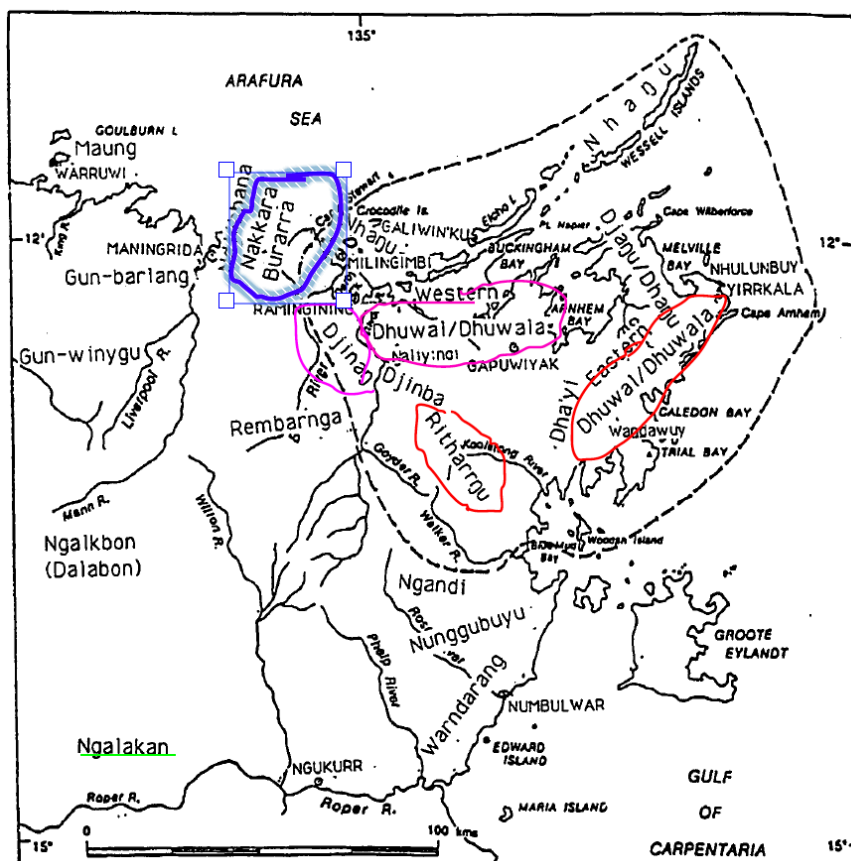 135°
ARAFURA
SEA
GOULBURN I.
Maung
WARRUWI
King R.
12°
12°
MANINGRIDA
Gun-barlang
Nakkara
Burarra
Crocodile Is.
Nhaŋu
GALIWIN'KU
MILINGIMBI
Elcho I.
Nhaŋu
WESSELL ISLANDS
Pt. Napier
Cape Wilberforce
BUCKINGHAM
BAY
MELVILLE
BAY
Djaŋu/Dhaŋu
NHULUNBUY
YIRRKALA
Cape Arnhem
RAMINGINING
Western
Dhuwal/Dhuwala
ARNHEM
BAY
GAPUWIYAK
Djinaŋ
Djinba
River
Gun-winygu
Liverpool R.
Rembarnga
Ritharrŋu
Dha'yi
Eastern
Dhuwal/Dhuwala
CALEDON BAY
Wandawuy
TRIAL BAY
Goyder R.
River
Walker R.
Mann R.
Wilton R.
Ngalkbon
(Dalabon)
Blue Mud
BAY
Woodah Island
Ngandi
Nunggubuyu
Phelp
River
GROOTE
EYLANDT
Warndarang
NUMBULWAR
EDWARD
ISLAND
Ngalakan
NGUKURR
Roper R.
Roper R.
MARIA ISLAND
GULF
OF
CARPENTARIA
0
100 kms
15°
15°